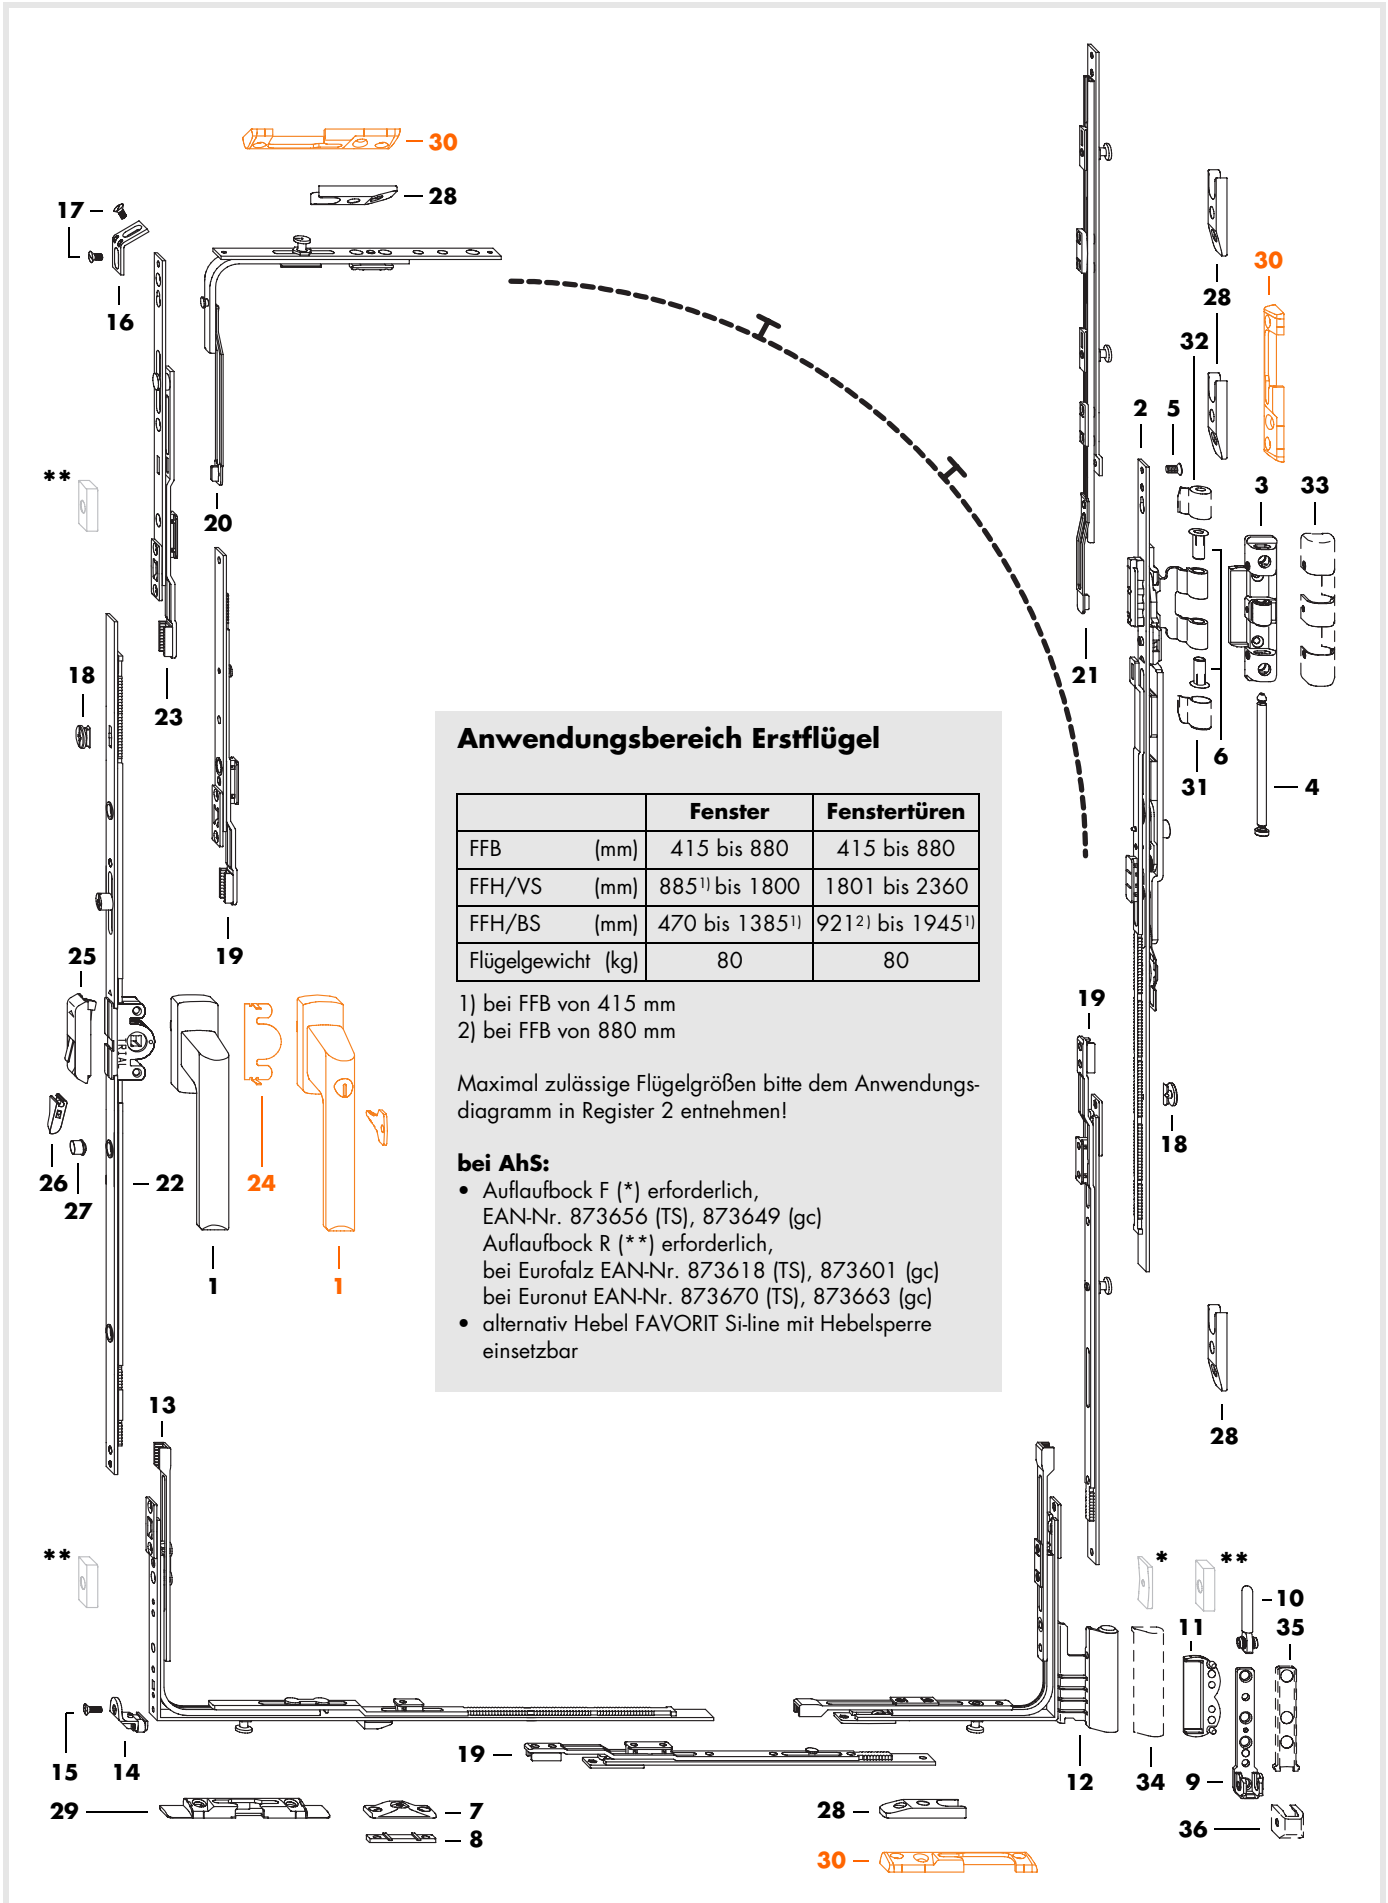 30
28
17
16
28
30
32
2 5
3 33
**
20
21
18
23
6
31
4
25
19
19
18
26
27
22
24
1
1
Anwendungsbereich Erstflügel
Fenster Fenstertüren
FFB (mm) 415 bis 880 415 bis 880
FFH/VS (mm) 885¹⁾ bis 1800 1801 bis 2360
FFH/BS (mm) 470 bis 1385¹⁾ 921²⁾ bis 1945¹⁾
Flügelgewicht (kg) 80 80
1) bei FFB von 415 mm
2) bei FFB von 880 mm
Maximal zulässige Flügelgrößen bitte dem Anwendungs-
diagramm in Register 2 entnehmen!
bei AhS:
• Auflaufbock F (*) erforderlich,
EAN-Nr. 873656 (TS), 873649 (gc)
Auflaufbock R (**) erforderlich,
bei Eurofalz EAN-Nr. 873618 (TS), 873601 (gc)
bei Euronut EAN-Nr. 873670 (TS), 873663 (gc)
• alternativ Hebel FAVORIT Si-line mit Hebelsperre
einsetzbar
13
28
**
* **
10
11 35
15 14
19
12 34 9
29
7
8
28
36
30